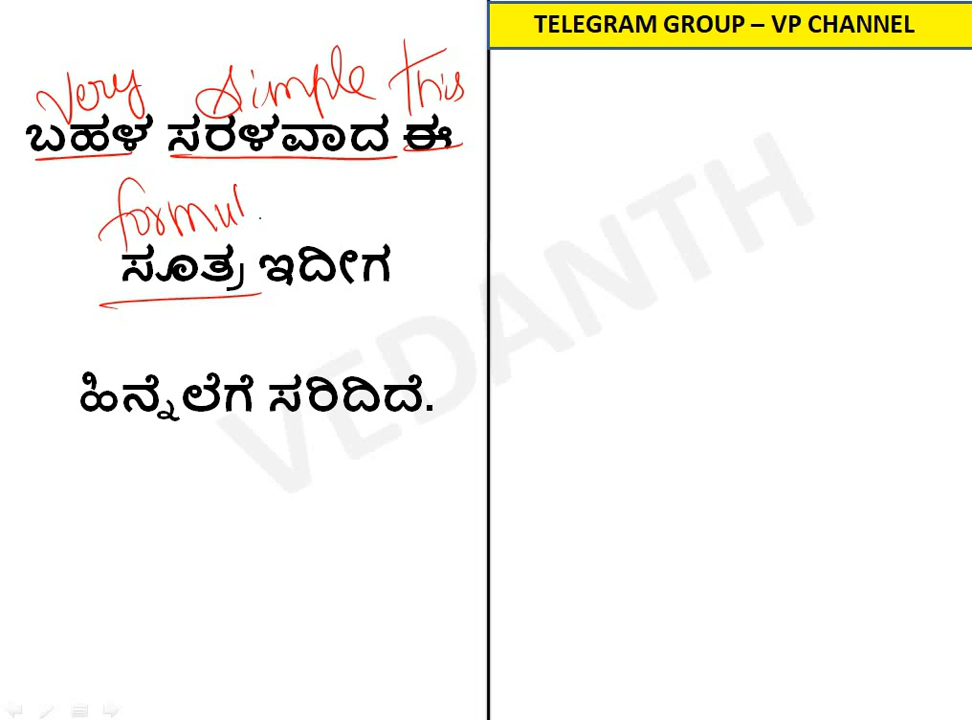 TELEGRAM GROUP – VP CHANNEL
very simple this
ಬಹಳ ಸರಳವಾದ ಈ
formul
ಸೂತ್ರ ಇದೀಗ
ಹಿನ್ನೆಲೆಗೆ ಸರಿದಿದೆ.
VEDANTH